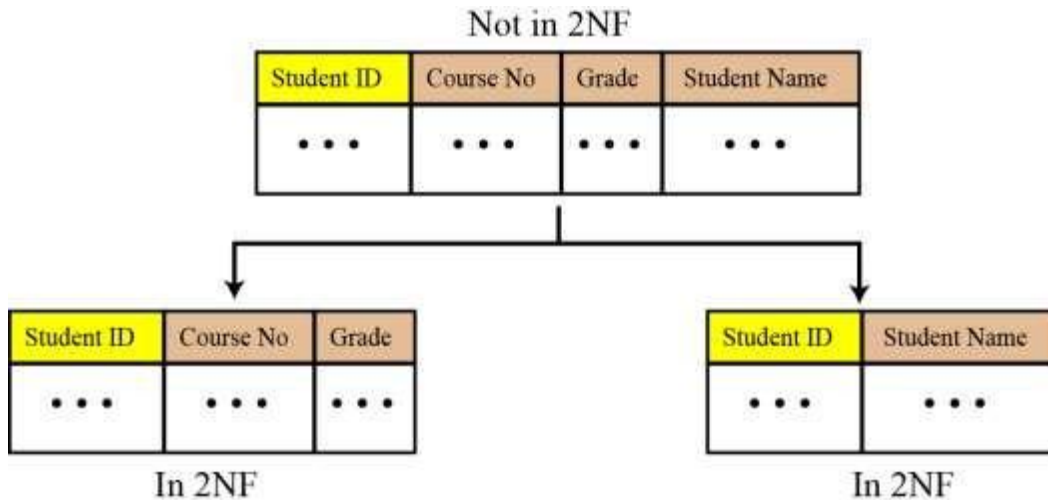 Not in 2NF
Student ID Course No Grade Student Name
• • • • • • • • • • • •
Student ID Course No Grade
• • • • • • • • •
Student ID Student Name
• • • • • •
In 2NF
In 2NF